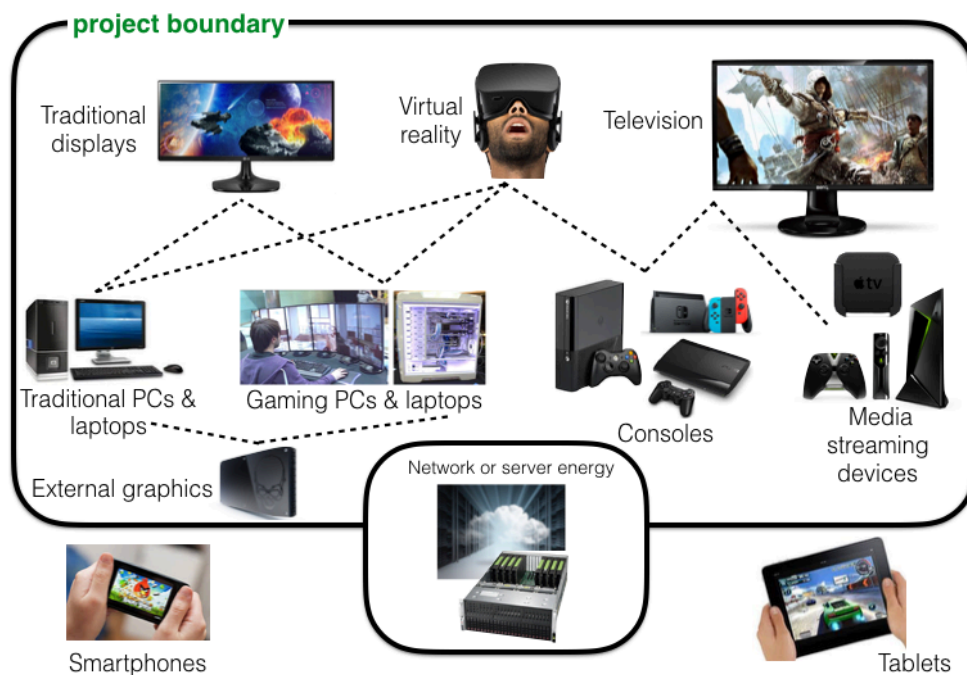 project boundary
Traditional
displays
Virtual
reality
Television
tv
Traditional PCs &
laptops
Gaming PCs & laptops
Consoles
Media
streaming
devices
External graphics
Network or server energy
Smartphones
Tablets